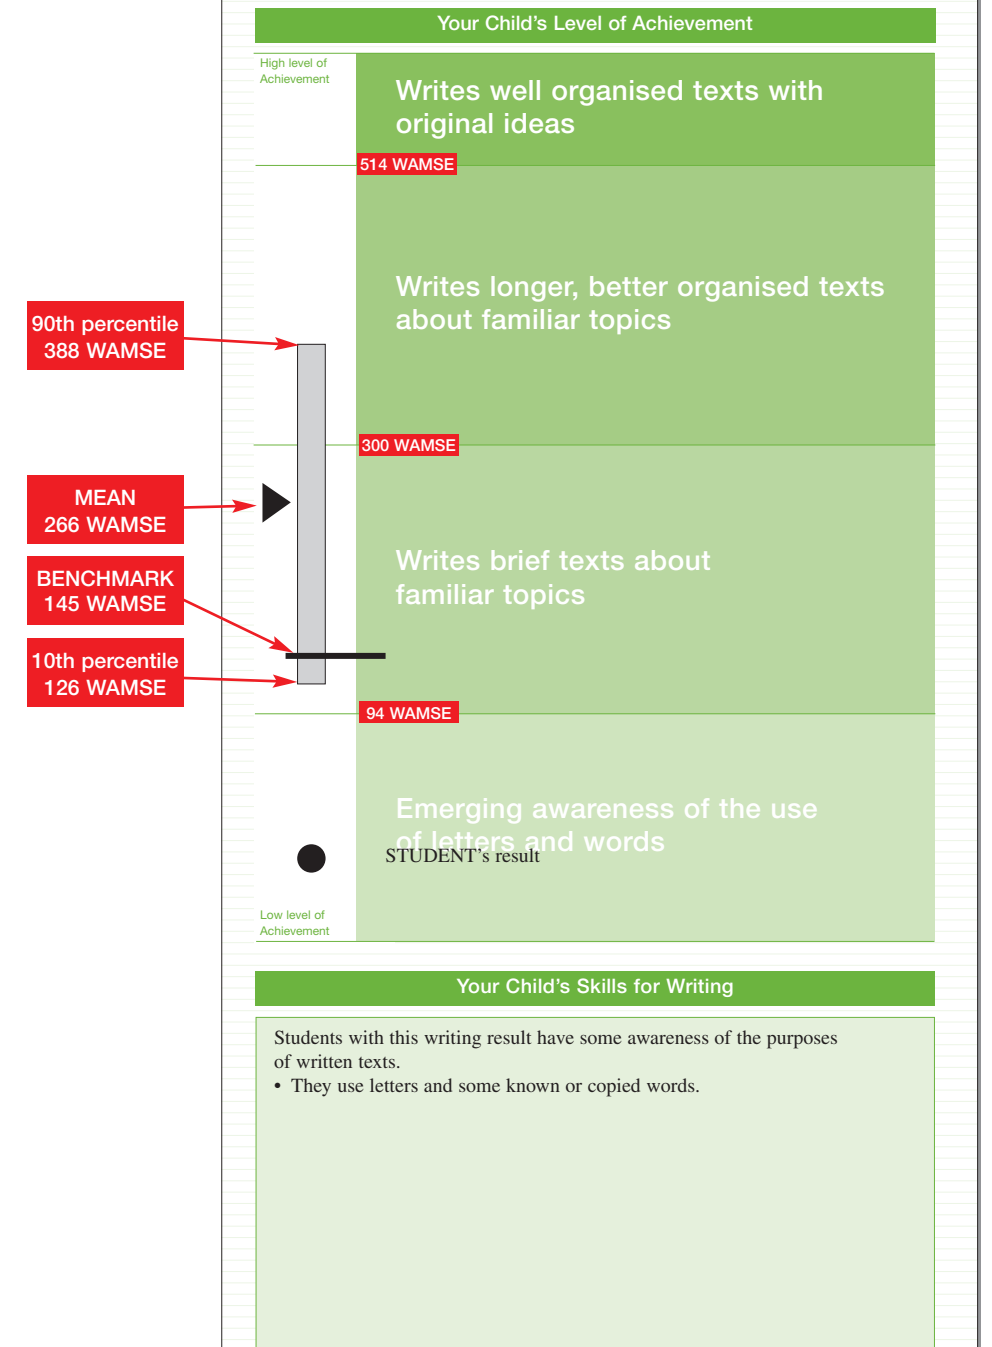 Your Child's Level of Achievement
High level of
Achievement
Writes well organised texts with
original ideas
514 WAMSE
Writes longer, better organised texts
about familiar topics
90th percentile
388 WAMSE
300 WAMSE
MEAN
266 WAMSE
Writes brief texts about
familiar topics
BENCHMARK
145 WAMSE
10th percentile
126 WAMSE
94 WAMSE
Emerging awareness of the use
of letters and words
STUDENT's result
Low level of
Achievement
Your Child's Skills for Writing
Students with this writing result have some awareness of the purposes
of written texts.
• They use letters and some known or copied words.